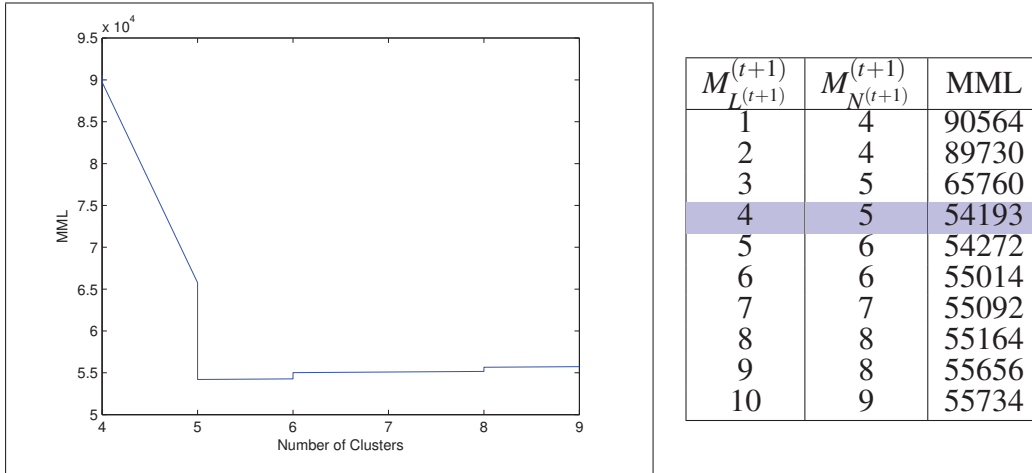 x 10^4
9.5
9
8.5
8
7.5
7
6.5
6
5.5
5
MML
4 5 6 7 8 9
Number of Clusters
M_{L^{(t+1)}}^{(t+1)} M_{N^{(t+1)}}^{(t+1)} MML
1 4 90564
2 4 89730
3 5 65760
4 5 54193
5 6 54272
6 6 55014
7 7 55092
8 8 55164
9 8 55656
10 9 55734